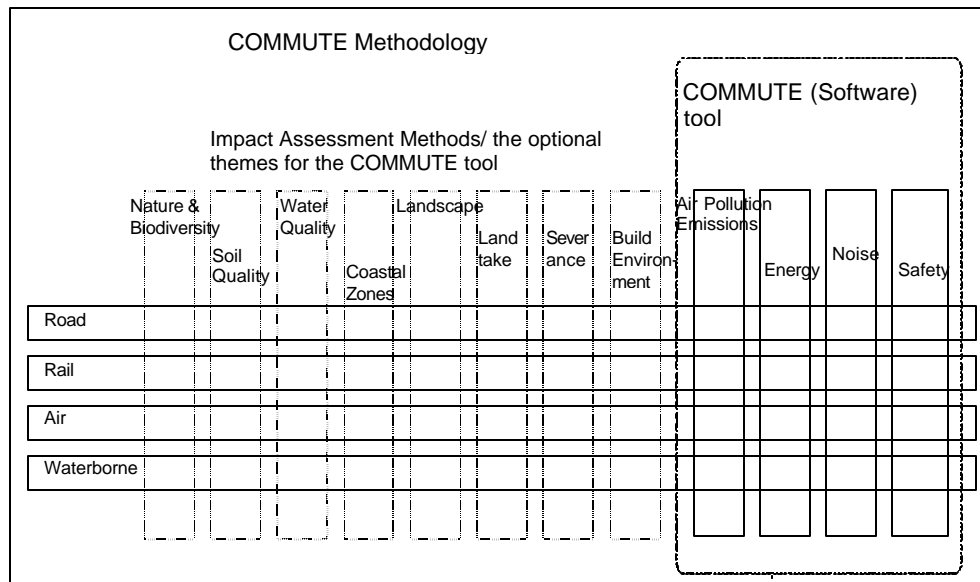 COMMUTE Methodology
COMMUTE (Software)
tool
Impact Assessment Methods/ the optional
themes for the COMMUTE tool
Nature &
Biodiversity
Soil
Quality
Water
Quality
Coastal
Zones
Landscape
Land
take
Sever
ance
Build
Environ-
ment
Air Pollution
Emissions
Energy
Noise
Safety
Road
Rail
Air
Waterborne